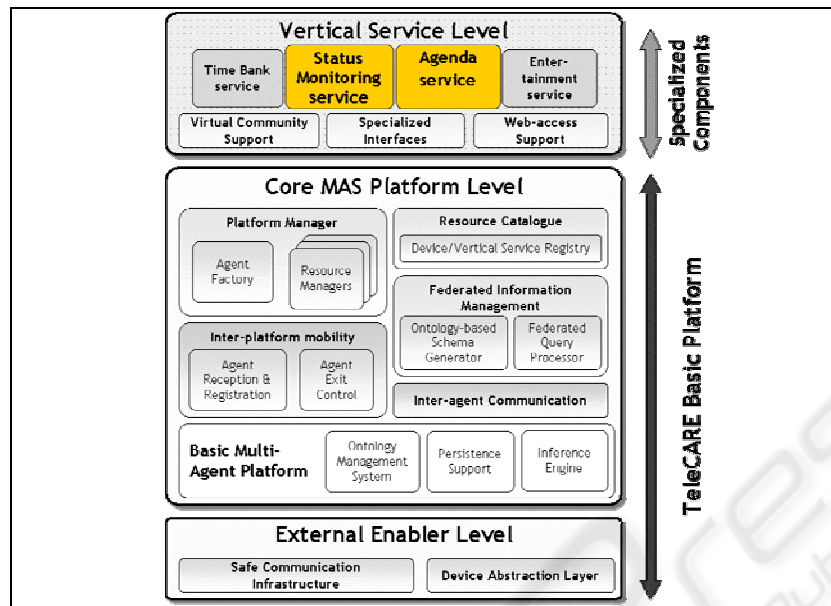 Vertical Service Level
Time Bank
service
Status
Monitoring
service
Agenda
service
Enter-
tainment
service
Virtual Community
Support
Specialized
Interfaces
Web-access
Support
Specialized
Components
Core MAS Platform Level
Platform Manager
Agent
Factory
Resource
Managers
Resource Catalogue
Device/Vertical Service Registry
Federated Information
Management
Ontology-based
Schema
Generator
Federated
Query
Processor
Inter-platform mobility
Agent
Reception &
Registration
Agent
Exit
Control
Inter-agent Communication
Basic Multi-
Agent Platform
Ontology
Management
System
Persistence
Support
Inference
Engine
TeleCARE Basic Platform
External Enabler Level
Safe Communication
Infrastructure
Device Abstraction Layer